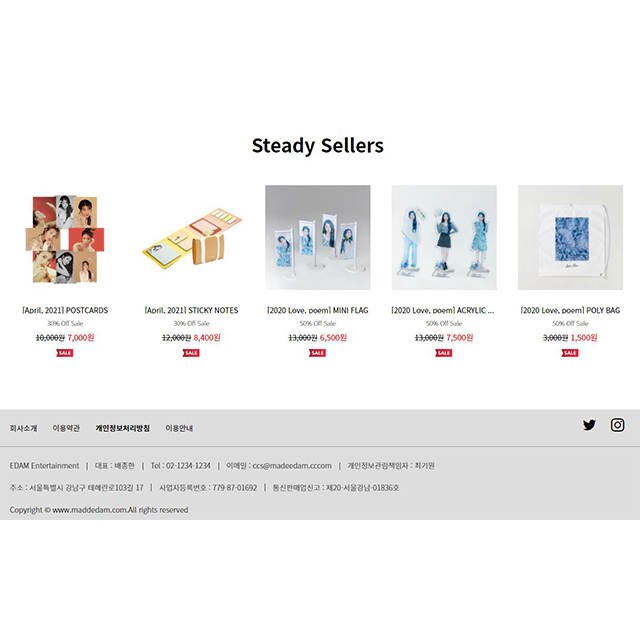 Steady Sellers
[April, 2021] POSTCARDS
30% Off Sale
10,000원 7,000원
SALE
[April, 2021] STICKY NOTES
30% Off Sale
12,000원 8,400원
SALE
[2020 Love, poem] MINI FLAG
50% Off Sale
13,000원 6,500원
SALE
[2020 Love, poem] ACRYLIC ...
50% Off Sale
13,000원 7,500원
SALE
[2020 Love, poem] POLY BAG
50% Off Sale
3,000원 1,500원
SALE
회사소개 이용약관 개인정보처리방침 이용안내
EDAM Entertainment | 대표 : 배종한 | Tel : 02-1234-1234 | 이메일 : ccs@madeedam.cccom | 개인정보관림책임자 : 최기원
주소 : 서울특별시 강남구 테헤란로103길 17 | 사업자등록번호 : 779-87-01692 | 통신판매업신고 : 제20-서울강남-01836호
Copyright © www.maddedam.com.All rights reserved